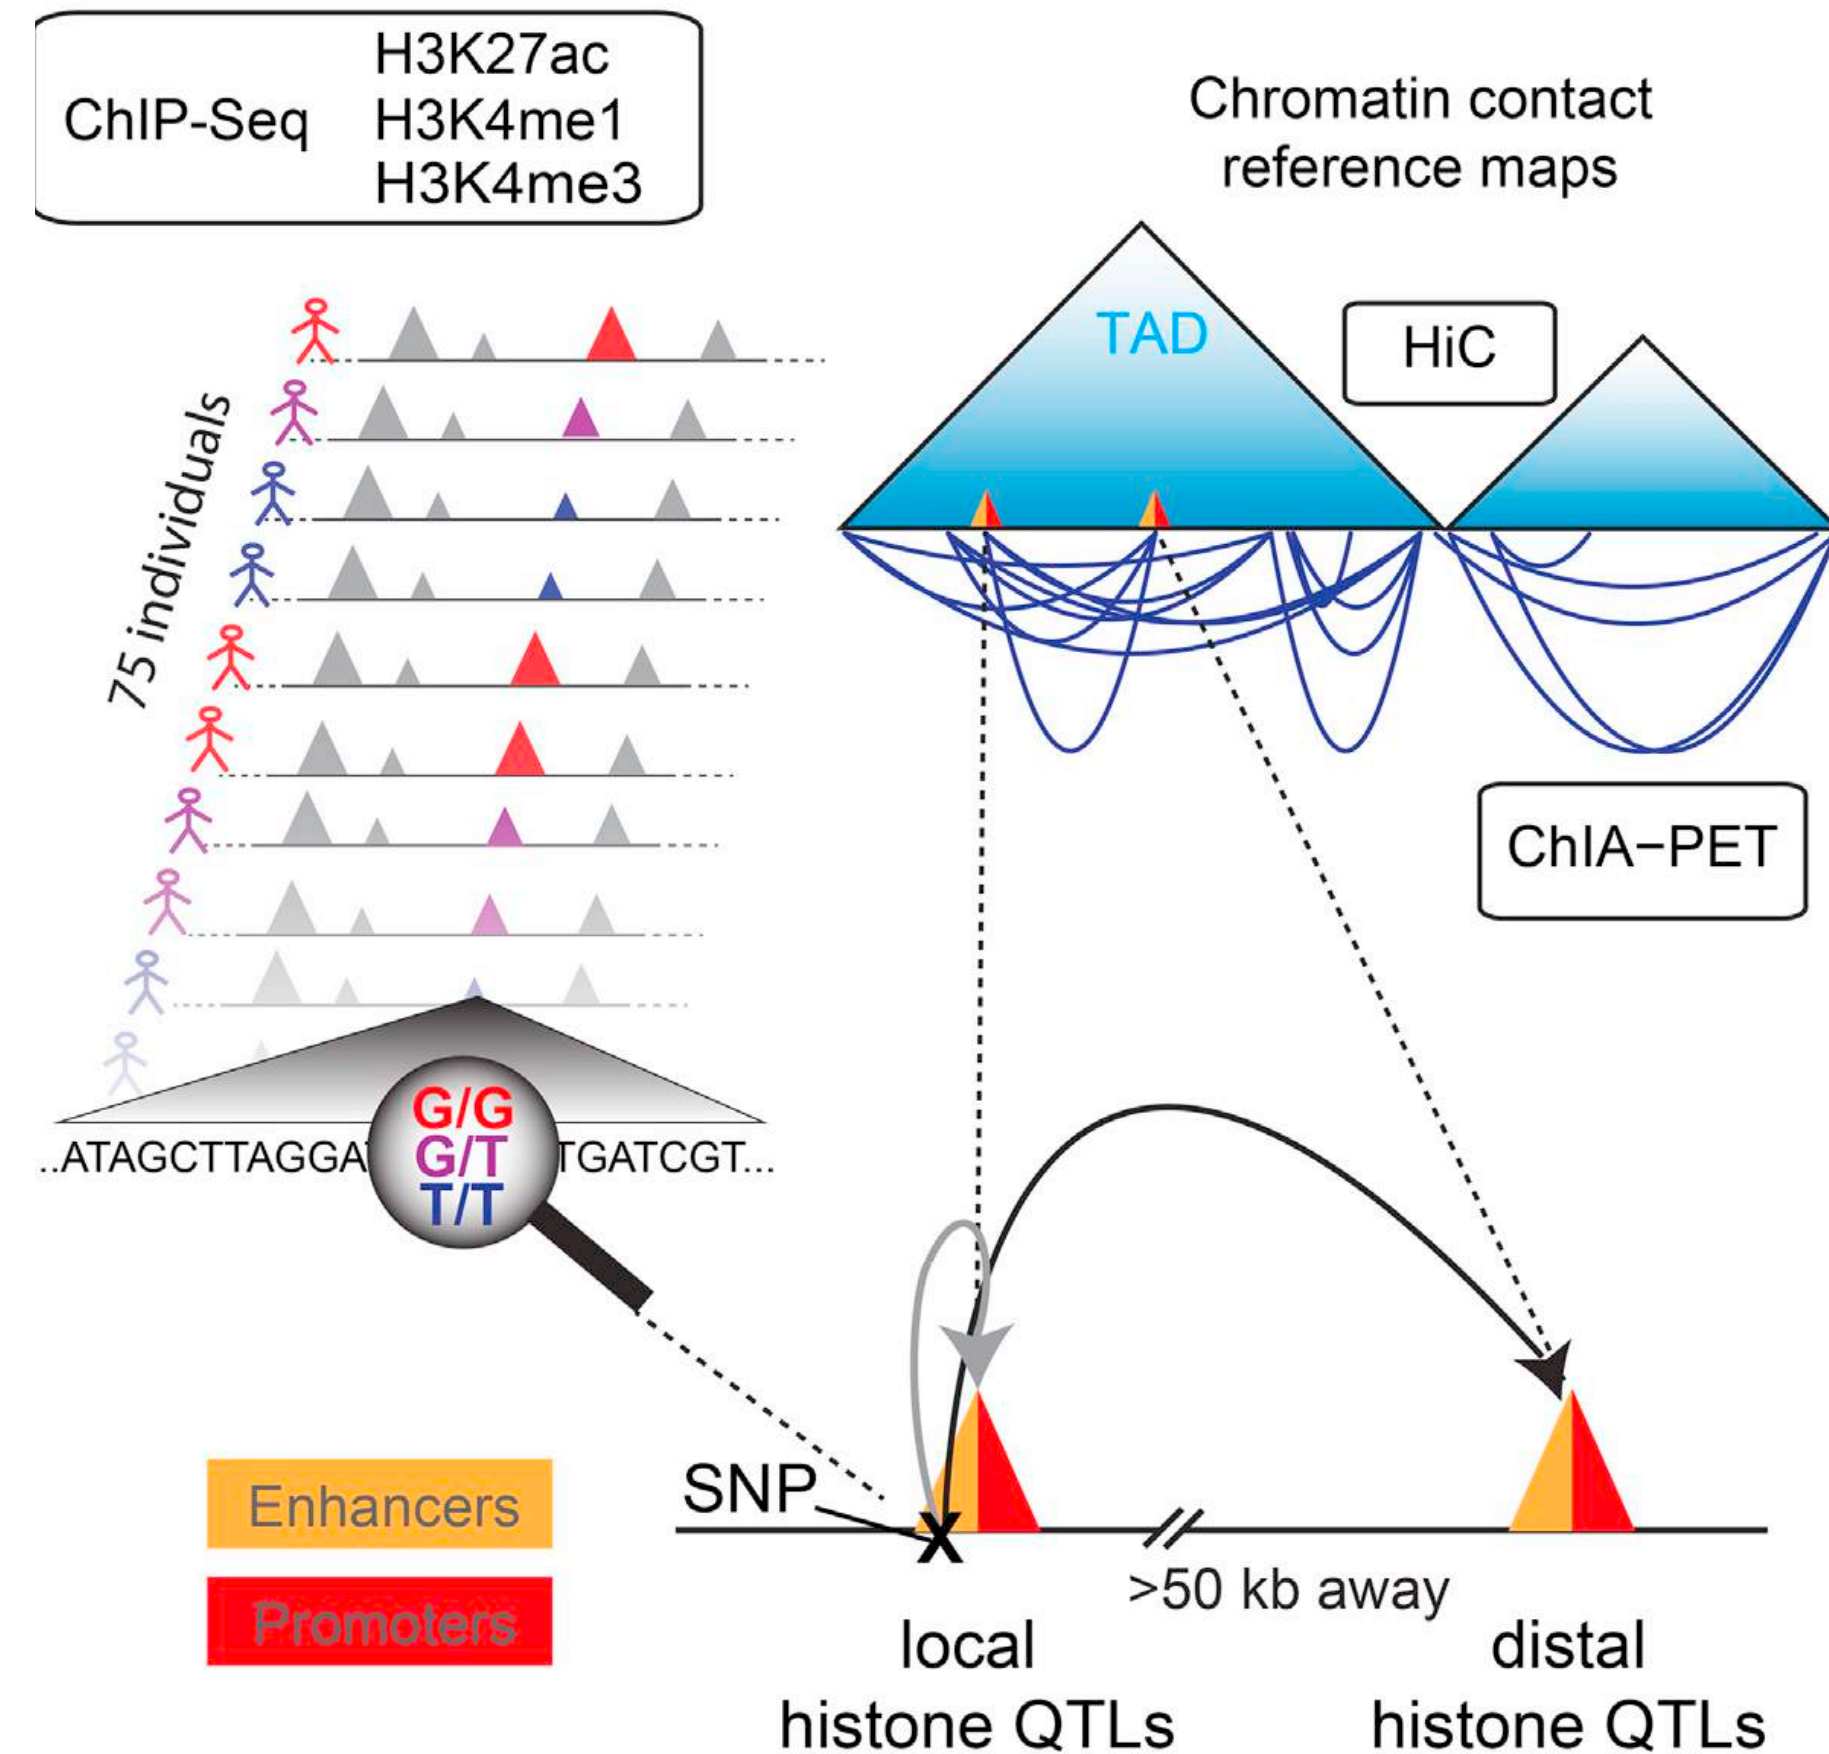 H3K27ac
ChIP-Seq H3K4me1
H3K4me3
Chromatin contact
reference maps
TAD
HiC
75 individuals
ChIA–PET
G/G
..ATAGCTTAGGAT G/T TGATCGT...
T/T
SNP
Enhancers
Promoters
>50 kb away
local
histone QTLs
distal
histone QTLs